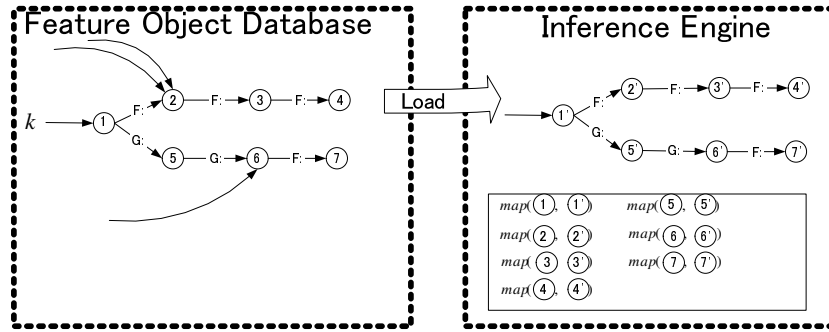 Feature Object Database
Inference Engine
k
1
F:
2
F:
3
F:
4
G:
5
G:
6
F:
7
Load
1'
F:
2'
F:
3'
F:
4'
G:
5'
G:
6'
F:
7'
map(1, 1') map(5, 5')
map(2, 2') map(6, 6')
map(3 3') map(7, 7')
map(4, 4')